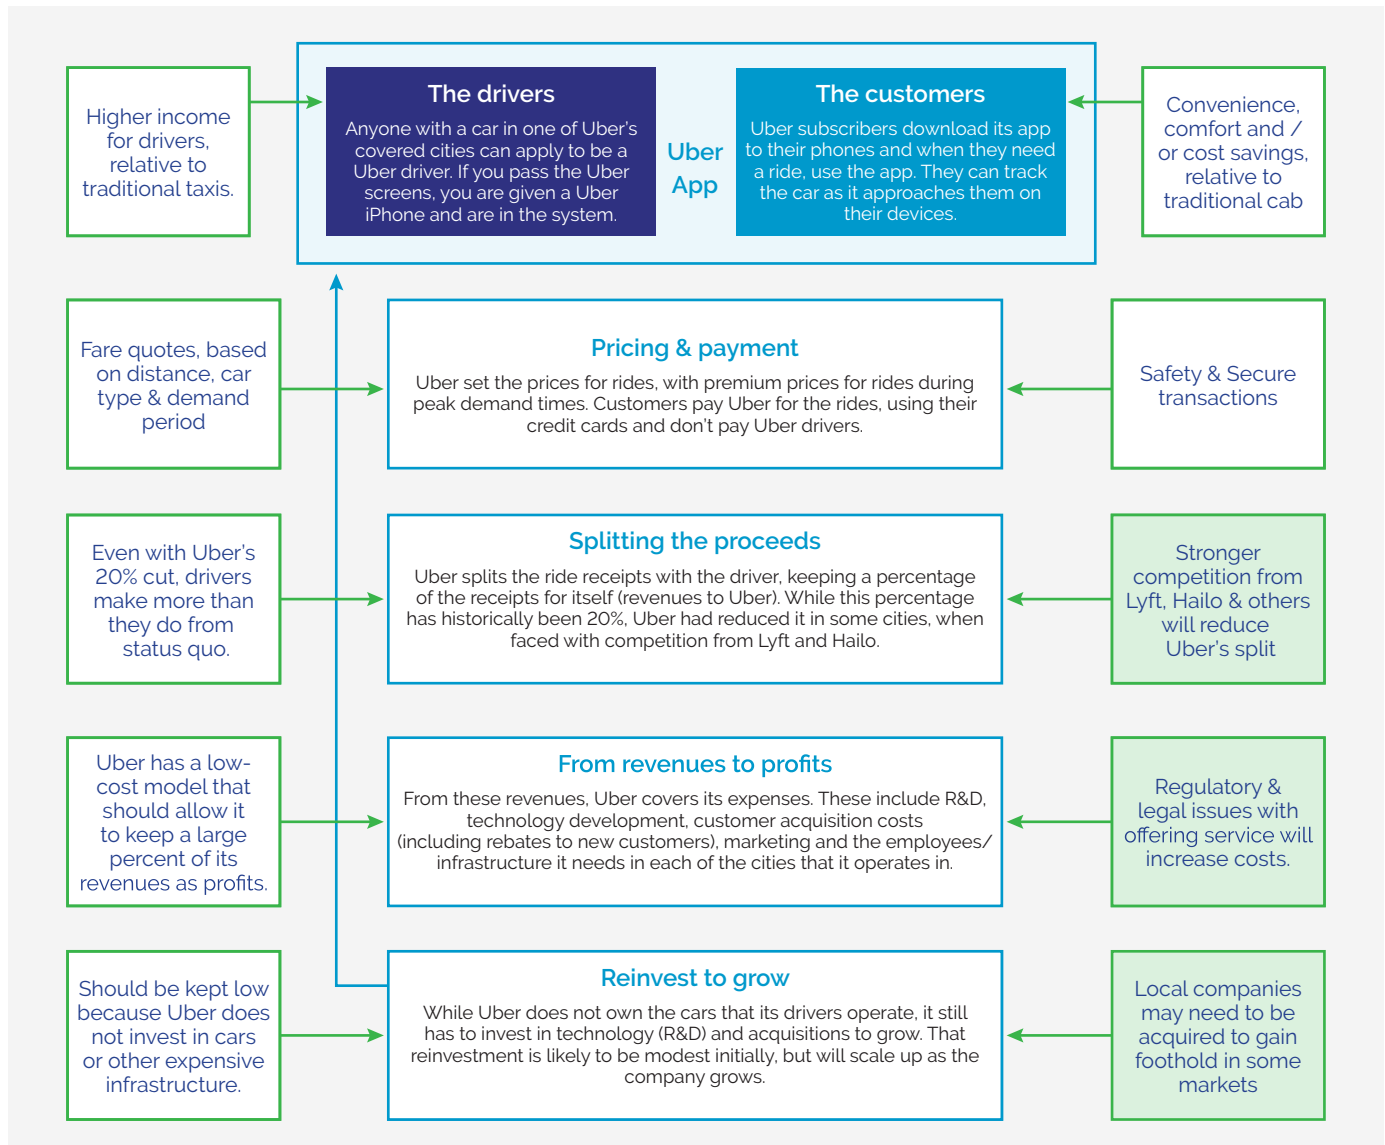 Higher income
for drivers,
relative to
traditional taxis.
The drivers
Anyone with a car in one of Uber's
covered cities can apply to be a
Uber driver. If you pass the Uber
screens, you are given a Uber
iPhone and are in the system.
Uber
App
The customers
Uber subscribers download its app
to their phones and when they need
a ride, use the app. They can track
the car as it approaches them on
their devices.
Convenience,
comfort and /
or cost savings,
relative to
traditional cab
Fare quotes, based
on distance, car
type & demand
period
Pricing & payment
Uber set the prices for rides, with premium prices for rides during
peak demand times. Customers pay Uber for the rides, using their
credit cards and don't pay Uber drivers.
Safety & Secure
transactions
Even with Uber's
20% cut, drivers
make more than
they do from
status quo.
Splitting the proceeds
Uber splits the ride receipts with the driver, keeping a percentage
of the receipts for itself (revenues to Uber). While this percentage
has historically been 20%, Uber had reduced it in some cities, when
faced with competition from Lyft and Hailo.
Stronger
competition from
Lyft, Hailo & others
will reduce
Uber's split
Uber has a low-
cost model that
should allow it
to keep a large
percent of its
revenues as profits.
From revenues to profits
From these revenues, Uber covers its expenses. These include R&D,
technology development, customer acquisition costs
(including rebates to new customers), marketing and the employees/
infrastructure it needs in each of the cities that it operates in.
Regulatory &
legal issues with
offering service will
increase costs.
Should be kept low
because Uber does
not invest in cars
or other expensive
infrastructure.
Reinvest to grow
While Uber does not own the cars that its drivers operate, it still
has to invest in technology (R&D) and acquisitions to grow. That
reinvestment is likely to be modest initially, but will scale up as the
company grows.
Local companies
may need to be
acquired to gain
foothold in some
markets